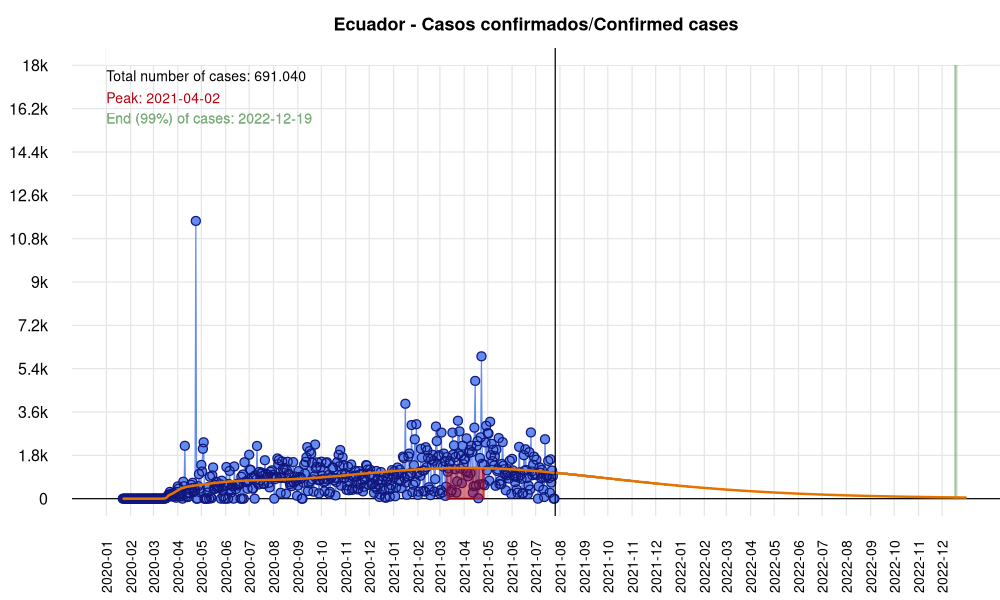 Ecuador - Casos confirmados/Confirmed cases
18k
16.2k
14.4k
12.6k
10.8k
9k
7.2k
5.4k
3.6k
1.8k
0
Total number of cases: 691.040
Peak: 2021-04-02
End (99%) of cases: 2022-12-19
2020-01
2020-02
2020-03
2020-04
2020-05
2020-06
2020-07
2020-08
2020-09
2020-10
2020-11
2020-12
2021-01
2021-02
2021-03
2021-04
2021-05
2021-06
2021-07
2021-08
2021-09
2021-10
2021-11
2021-12
2022-01
2022-02
2022-03
2022-04
2022-05
2022-06
2022-07
2022-08
2022-09
2022-10
2022-11
2022-12